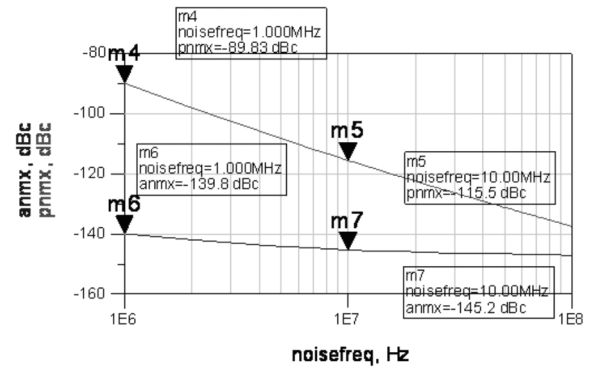 m4
noisefreq=1.000MHz
pnmx=-89.83 dBc
-80
m4
-100
m5
-120
m6
noisefreq=1.000MHz
anmx=-139.8 dBc
m5
noisefreq=10.00MHz
pnmx=-115.5 dBc
m6
m7
-140
m7
noisefreq=10.00MHz
anmx=-145.2 dBc
-160
1E6
1E7
1E8
anmx, dBc
pnmx, dBc
noisefreq, Hz